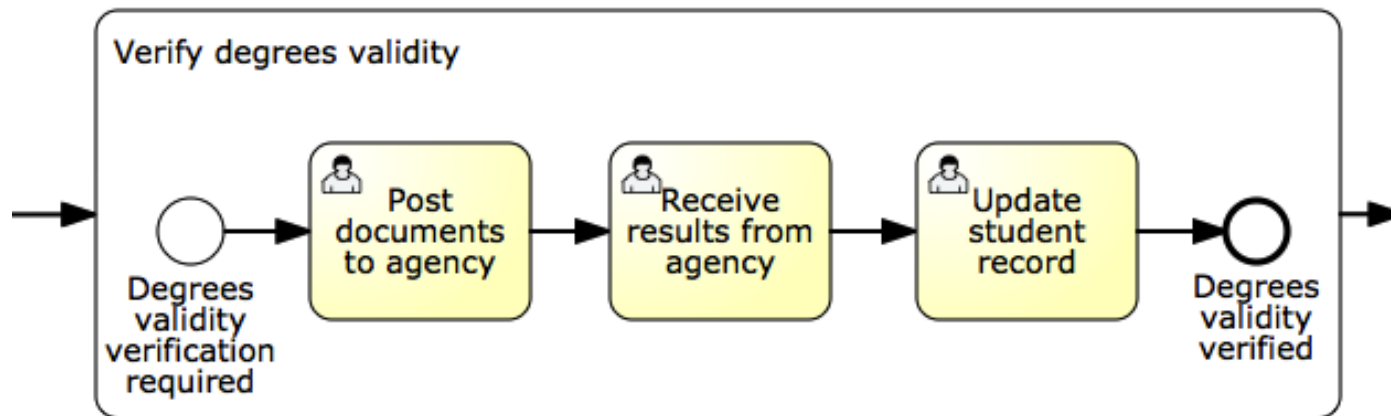 Verify degrees validity
Degrees
validity
verification
required
Post
documents
to agency
Receive
results from
agency
Update
student
record
Degrees
validity
verified